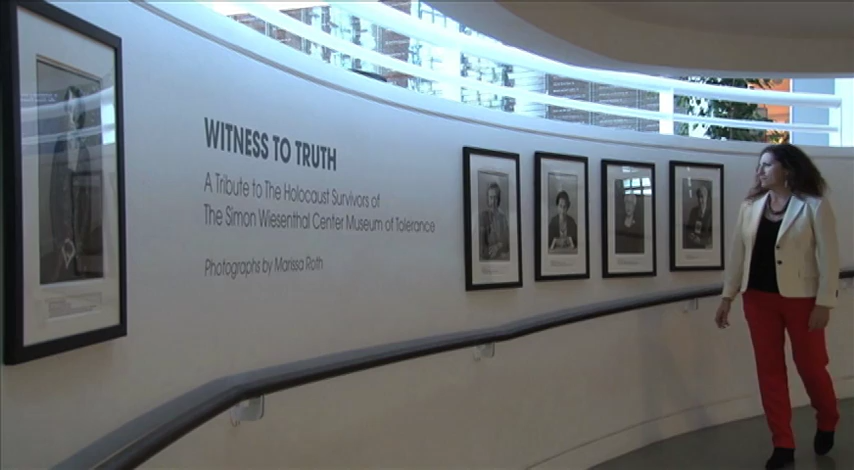 WITNESS TO TRUTH
A Tribute to The Holocaust Survivors of
The Simon Wiesenthal Center Museum of Tolerance
Photographs by Marissa Roth